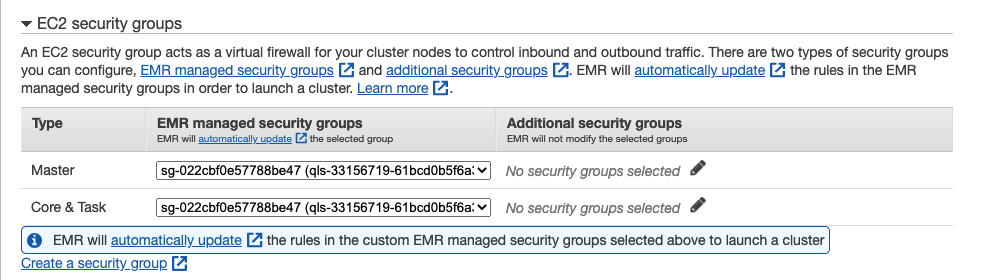 EC2 security groups
An EC2 security group acts as a virtual firewall for your cluster nodes to control inbound and outbound traffic. There are two types of security groups
you can configure, EMR managed security groups and additional security groups . EMR will automatically update the rules in the EMR
managed security groups in order to launch a cluster. Learn more .
Type EMR managed security groups Additional security groups
EMR will automatically update the selected group EMR will not modify the selected groups
Master sg-022cbf0e57788be47 (qls-33156719-61bcd0b5f6a: No security groups selected
Core & Task sg-022cbf0e57788be47 (qls-33156719-61bcd0b5f6a: No security groups selected
EMR will automatically update the rules in the custom EMR managed security groups selected above to launch a cluster
Create a security group